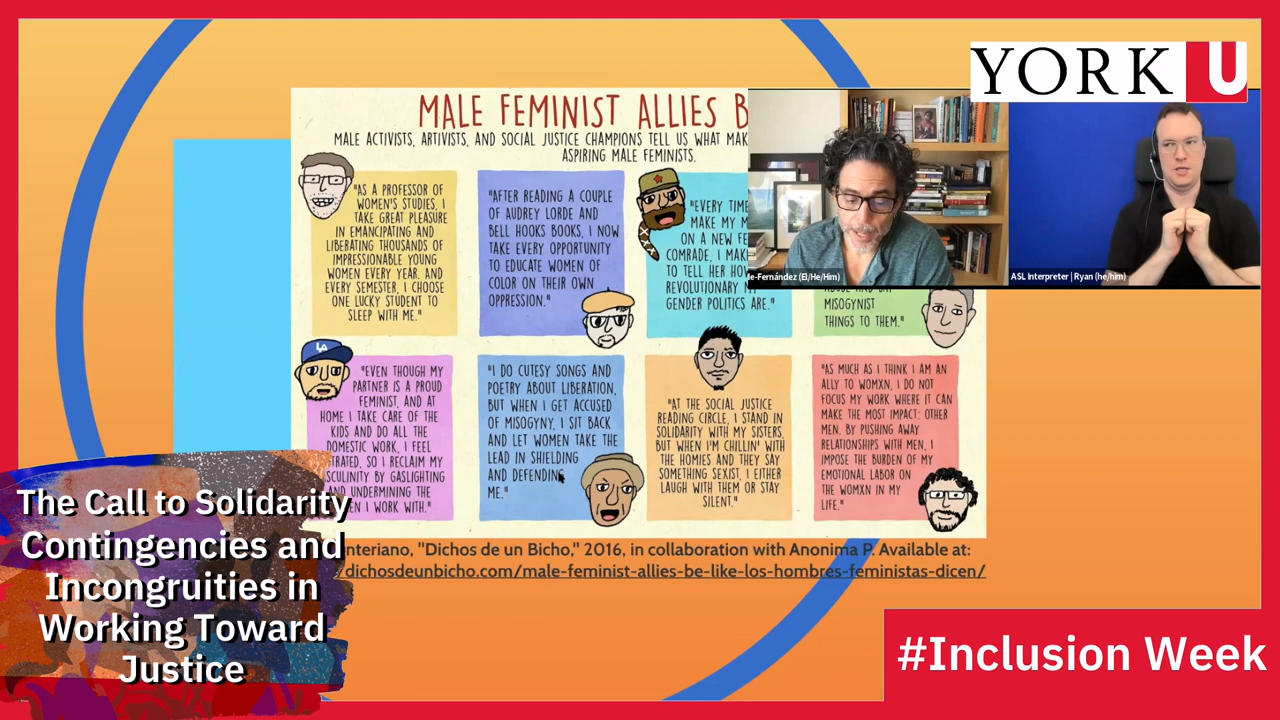 YORK U
MALE FEMINIST ALLIES B
MALE ACTIVISTS, ARTIVISTS, AND SOCIAL JUSTICE CHAMPIONS TELL US WHAT MAK
ASPIRING MALE FEMINISTS.
"AS A PROFESSOR OF
WOMEN'S STUDIES, I
TAKE GREAT PLEASURE
IN EMANCIPATING AND
LIBERATING THOUSANDS OF
IMPRESSIONABLE YOUNG
WOMEN EVERY YEAR. AND
EVERY SEMESTER, I CHOOSE
ONE LUCKY STUDENT TO
SLEEP WITH ME."
"AFTER READING A COUPLE
OF AUDREY LORDE AND
BELL HOOKS BOOKS, I NOW
TAKE EVERY OPPORTUNITY
TO EDUCATE WOMEN OF
COLOR ON THEIR OWN
OPPRESSION."
"EVERY TIME
MAKE MY M
ON A NEW FE
COMRADE, I MAK
TO TELL HER HOW
REVOLUTIONARY M
GENDER POLITICS ARE."
MISOGYNIST
THINGS TO THEM."
le-Fernández (El/He/Him)
ASL Interpreter | Ryan (he/him)
LA
"EVEN THOUGH MY
PARTNER IS A PROUD
FEMINIST, AND AT
HOME I TAKE CARE OF THE
KIDS AND DO ALL THE
DOMESTIC WORK, I FEEL
TRATED, SO I RECLAIM MY
SCULINITY BY GASLIGHTING
AND UNDERMINING THE
EN I WORK WITH."
"I DO CUTESY SONGS AND
POETRY ABOUT LIBERATION,
BUT WHEN I GET ACCUSED
OF MISOGYNY, I SIT BACK
AND LET WOMEN TAKE THE
LEAD IN SHIELDING
AND DEFENDING
ME."
"AT THE SOCIAL JUSTICE
READING CIRCLE, I STAND IN
SOLIDARITY WITH MY SISTERS,
BUT WHEN I'M CHILLIN' WITH
THE HOMIES AND THEY SAY
SOMETHING SEXIST, I EITHER
LAUGH WITH THEM OR STAY
SILENT."
"AS MUCH AS I THINK I AM AN
ALLY TO WOMXN, I DO NOT
FOCUS MY WORK WHERE IT CAN
MAKE THE MOST IMPACT: OTHER
MEN. BY PUSHING AWAY
RELATIONSHIPS WITH MEN, I
IMPOSE THE BURDEN OF MY
EMOTIONAL LABOR ON
THE WOMXN IN MY
LIFE."
nteriano, "Dichos de un Bicho," 2016, in collaboration with Anonima P. Available at:
/dichosdeunbicho.com/male-feminist-allies-be-like-los-hombres-feministas-dicen/
The Call to Solidarity
Contingencies and
Incongruities in
Working Toward
Justice
#Inclusion Week